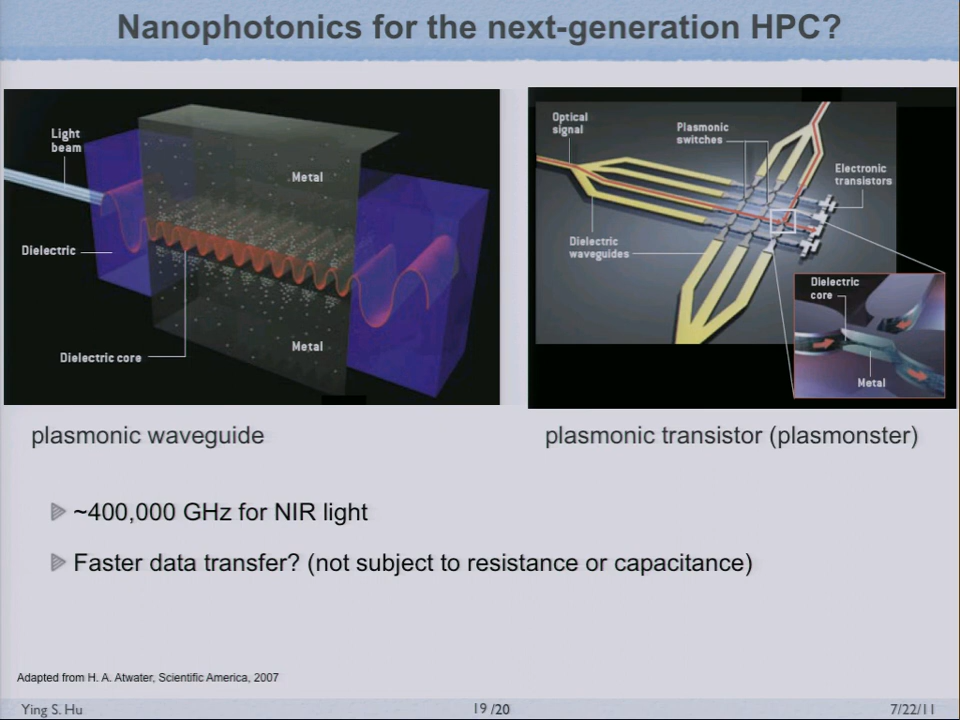 Nanophotonics for the next-generation HPC?
Light
beam
Metal
Dielectric
Dielectric core
Metal
Optical
signal
Plasmonic
switches
Electronic
transistors
Dielectric
waveguides
Dielectric
core
Metal
plasmonic waveguide
plasmonic transistor (plasmonster)
~400,000 GHz for NIR light
Faster data transfer? (not subject to resistance or capacitance)
Adapted from H. A. Atwater, Scientific America, 2007
Ying S. Hu
19 /20
7/22/11